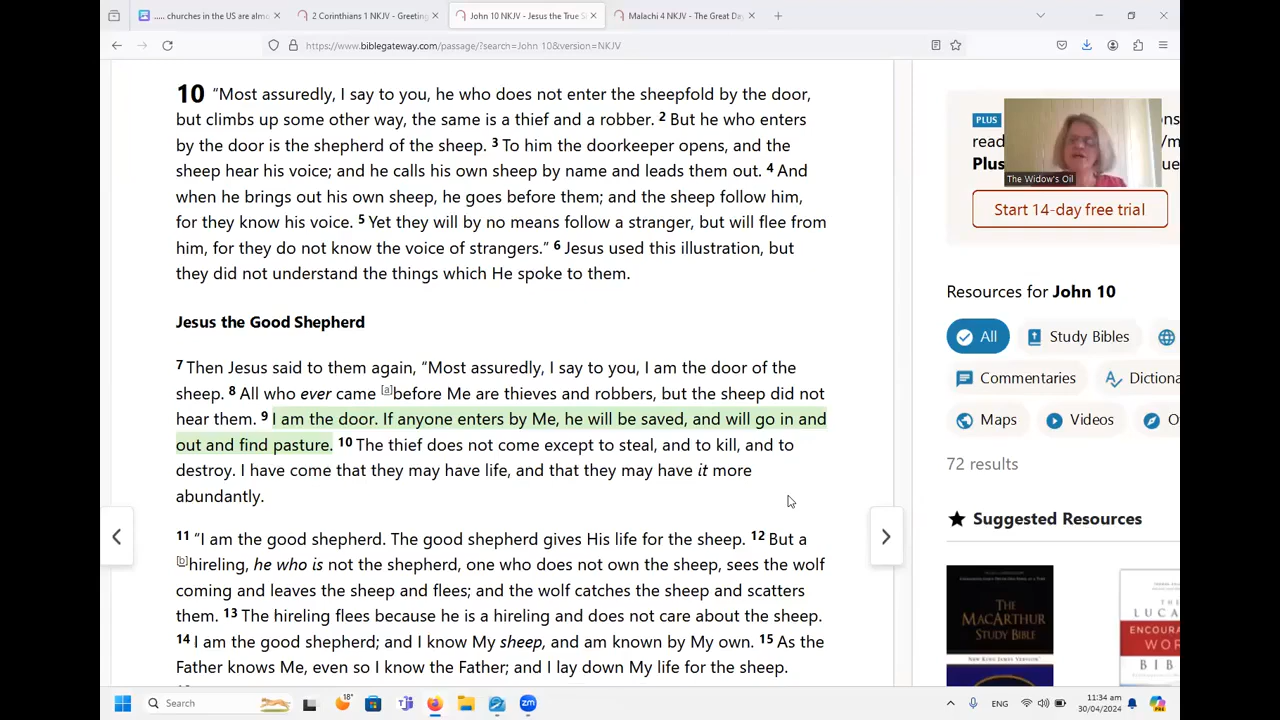 ..... churches in the US are almo
2 Corinthians 1 NKJV - Greeting
John 10 NKJV - Jesus the True S
Malachi 4 NKJV - The Great Day
https://www.biblegateway.com/passage/?search=John 10&version=NKJV
10 “Most assuredly, I say to you, he who does not enter the sheepfold by the door,
but climbs up some other way, the same is a thief and a robber. 2 But he who enters
by the door is the shepherd of the sheep. 3 To him the doorkeeper opens, and the
sheep hear his voice; and he calls his own sheep by name and leads them out. 4 And
when he brings out his own sheep, he goes before them; and the sheep follow him,
for they know his voice. 5 Yet they will by no means follow a stranger, but will flee from
him, for they do not know the voice of strangers.” 6 Jesus used this illustration, but
they did not understand the things which He spoke to them.
Jesus the Good Shepherd
7 Then Jesus said to them again, “Most assuredly, I say to you, I am the door of the
sheep. 8 All who ever came [a]before Me are thieves and robbers, but the sheep did not
hear them. 9 I am the door. If anyone enters by Me, he will be saved, and will go in and
out and find pasture. 10 The thief does not come except to steal, and to kill, and to
destroy. I have come that they may have life, and that they may have it more
abundantly.
11 “I am the good shepherd. The good shepherd gives His life for the sheep. 12 But a
[b]hireling, he who is not the shepherd, one who does not own the sheep, sees the wolf
coming and leaves the sheep and flees; and the wolf catches the sheep and scatters
them. 13 The hireling flees because he is a hireling and does not care about the sheep.
14 I am the good shepherd; and I know My sheep, and am known by My own. 15 As the
Father knows Me, even so I know the Father; and I lay down My life for the sheep.
PLUS
read
Plus
The Widow's Oil
Start 14-day free trial
Resources for John 10
All
Study Bibles
Commentaries
Dictiona
Maps
Videos
O
72 results
Suggested Resources
THE
MACARTHUR
STUDY BIBLE
NEW KING JAMES VERSION
THE
LUCA
ENCOURA
WOR
BIBL
Search
18°
ENG
11:34 am
30/04/2024